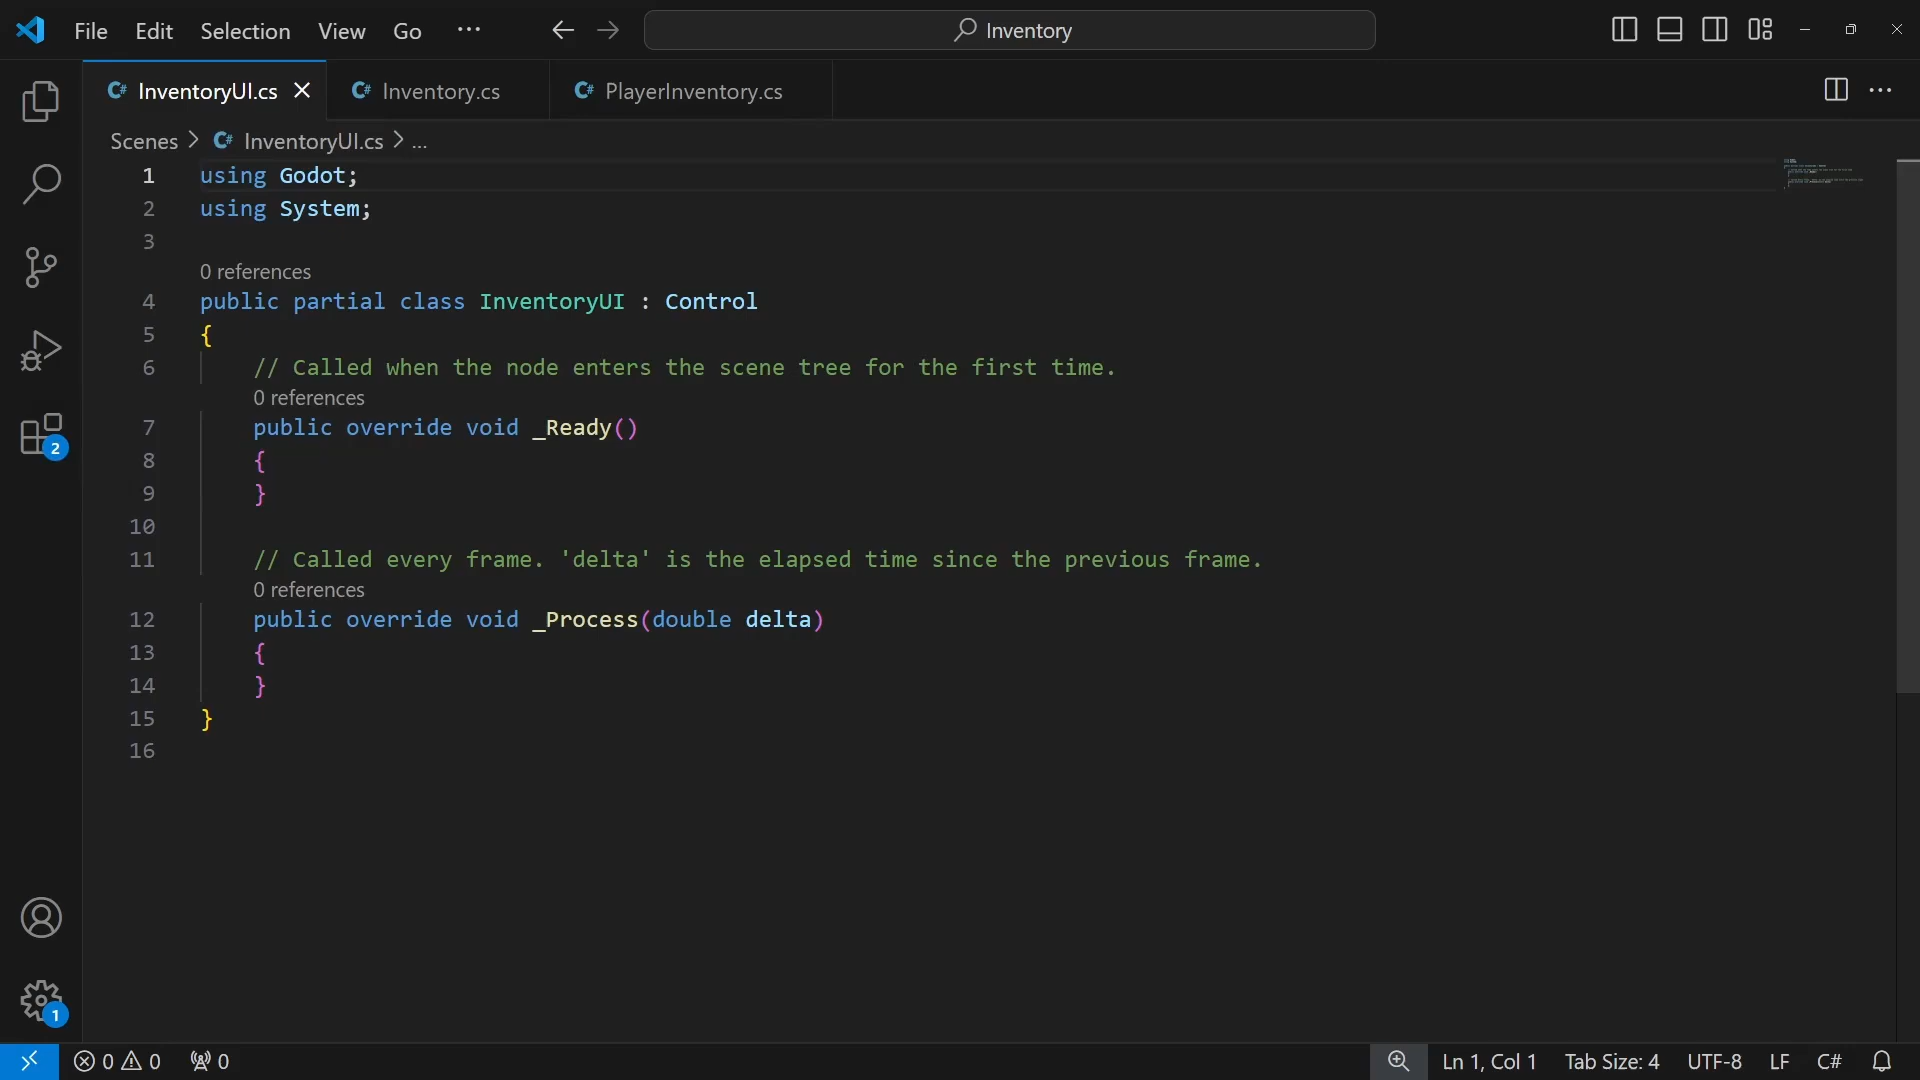 File Edit Selection View Go ··· Inventory
C# InventoryUI.cs C# Inventory.cs C# PlayerInventory.cs
Scenes > C# InventoryUI.cs > ...
1 using Godot;
2 using System;
3
0 references
4 public partial class InventoryUI : Control
5 {
6 // Called when the node enters the scene tree for the first time.
0 references
7 public override void _Ready()
8 {
9 }
10
11 // Called every frame. 'delta' is the elapsed time since the previous frame.
0 references
12 public override void _Process(double delta)
13 {
14 }
15 }
16
2
1
0 0 0 Ln 1, Col 1 Tab Size: 4 UTF-8 LF C#